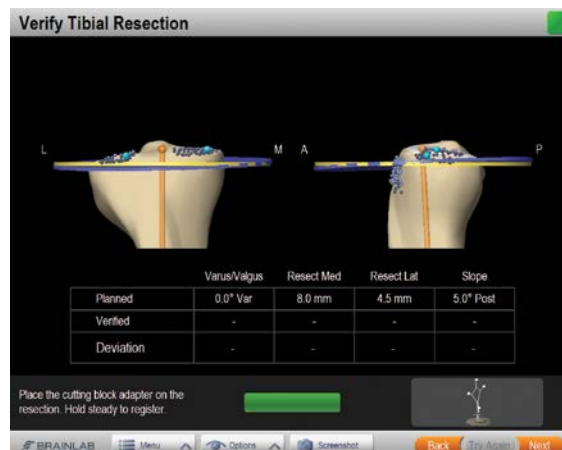 Verify Tibial Resection
L M A P
Varus/Valgus Resect Med Resect Lat Slope
Planned 0.0° Var 8.0 mm 4.5 mm 5.0° Post
Verified - - - -
Deviation - - - -
Place the cutting block adapter on the
resection. Hold steady to register.
BRAINLAB Menu Options Screenshot Back Try Again Next